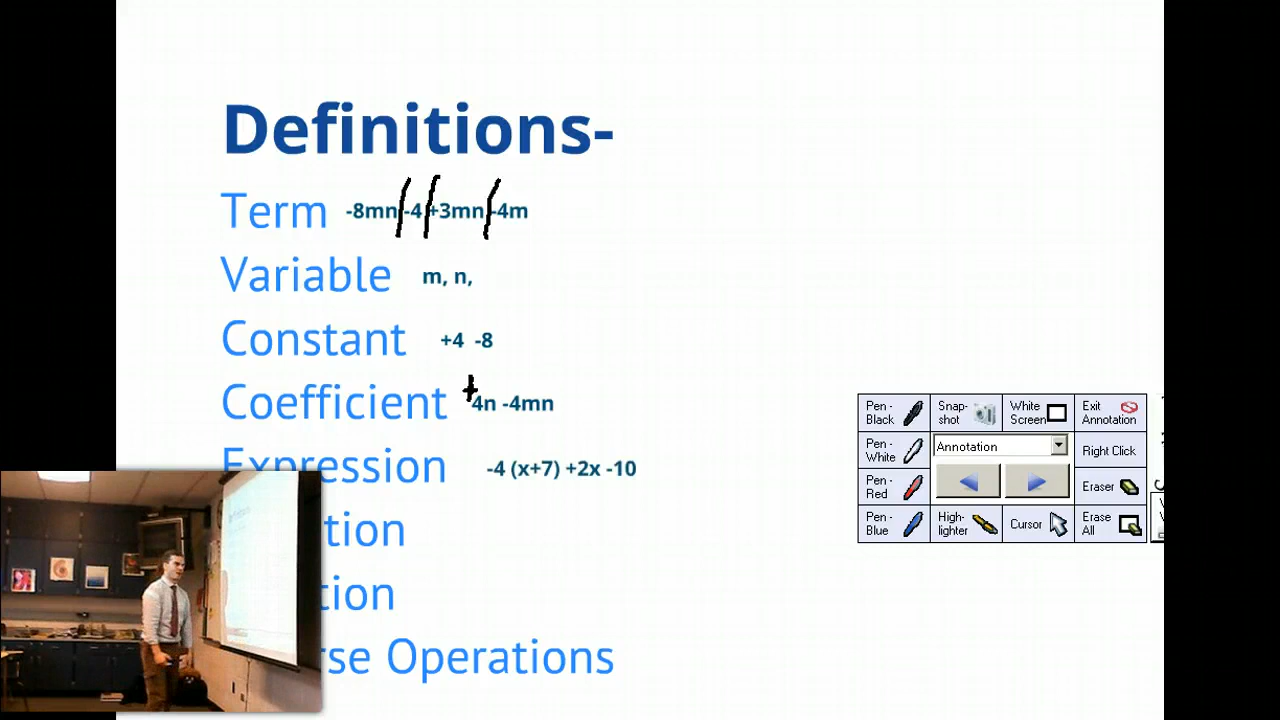 Definitions-
Term -8mn -4 +3mn -4m
Variable m, n,
Constant +4 -8
Coefficient +4n -4mn
Expression -4 (x+7) +2x -10
tion
tion
rse Operations
Pen - Black
Snap- shot
White Screen
Exit Annotation
Pen - White
Annotation
Right Click
Pen - Red
Eraser
Pen - Blue
High- lighter
Cursor
Erase All